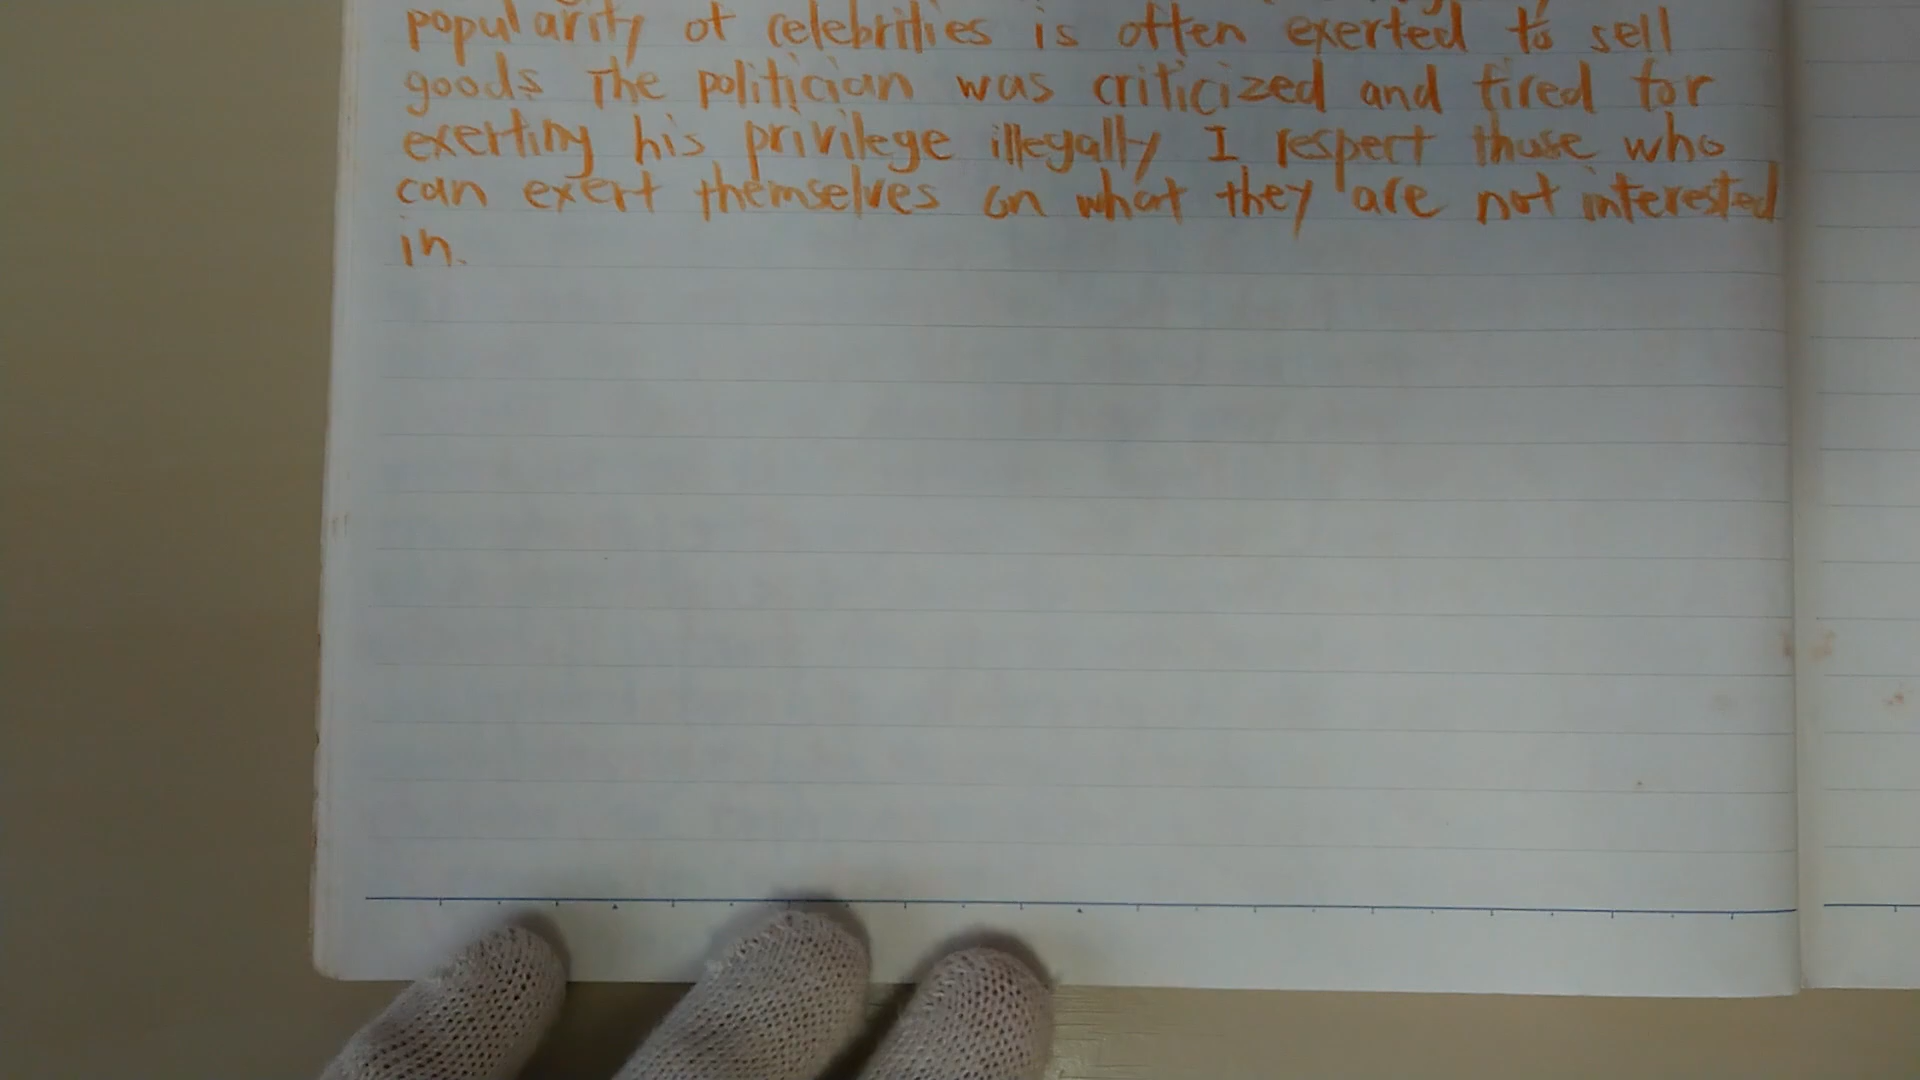 popularity of celebrities is often exerted to sell
goods The politician was criticized and fired for
exerting his privilege illegally I respect those who
can exert themselves on what they are not interested
in.